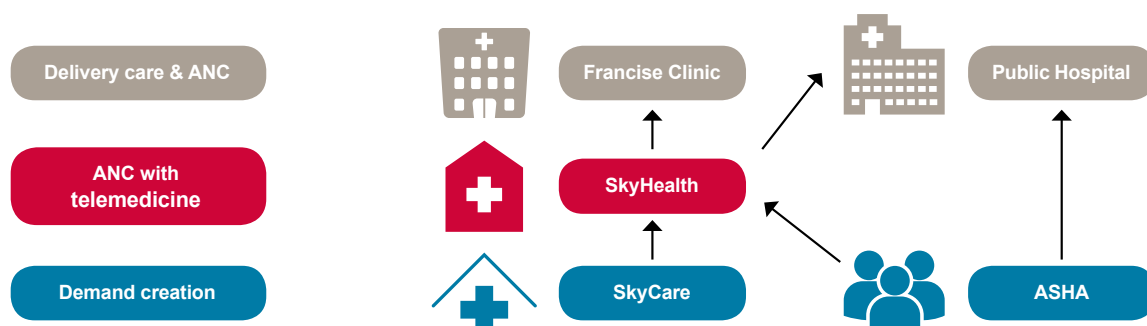 Delivery care & ANC
Francise Clinic
Public Hospital
ANC with
telemedicine
SkyHealth
Demand creation
SkyCare
ASHA